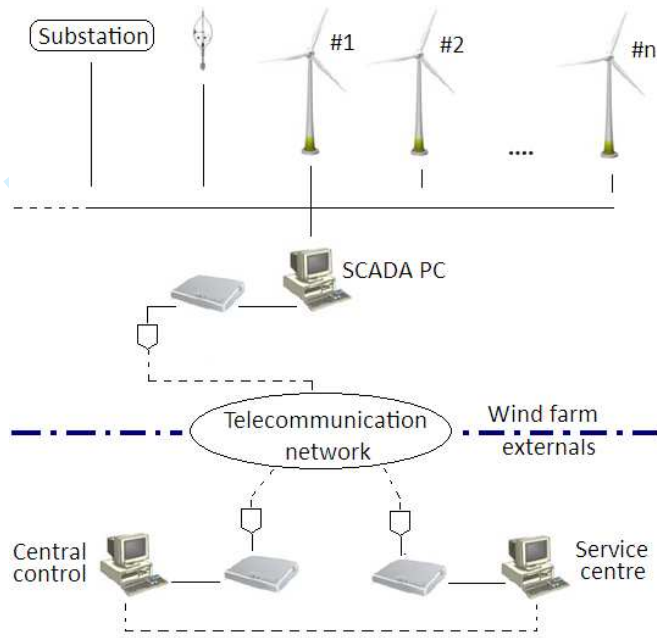 Substation
#1
#2
#n
....
SCADA PC
Telecommunication
network
Wind farm
externals
Central
control
Service
centre